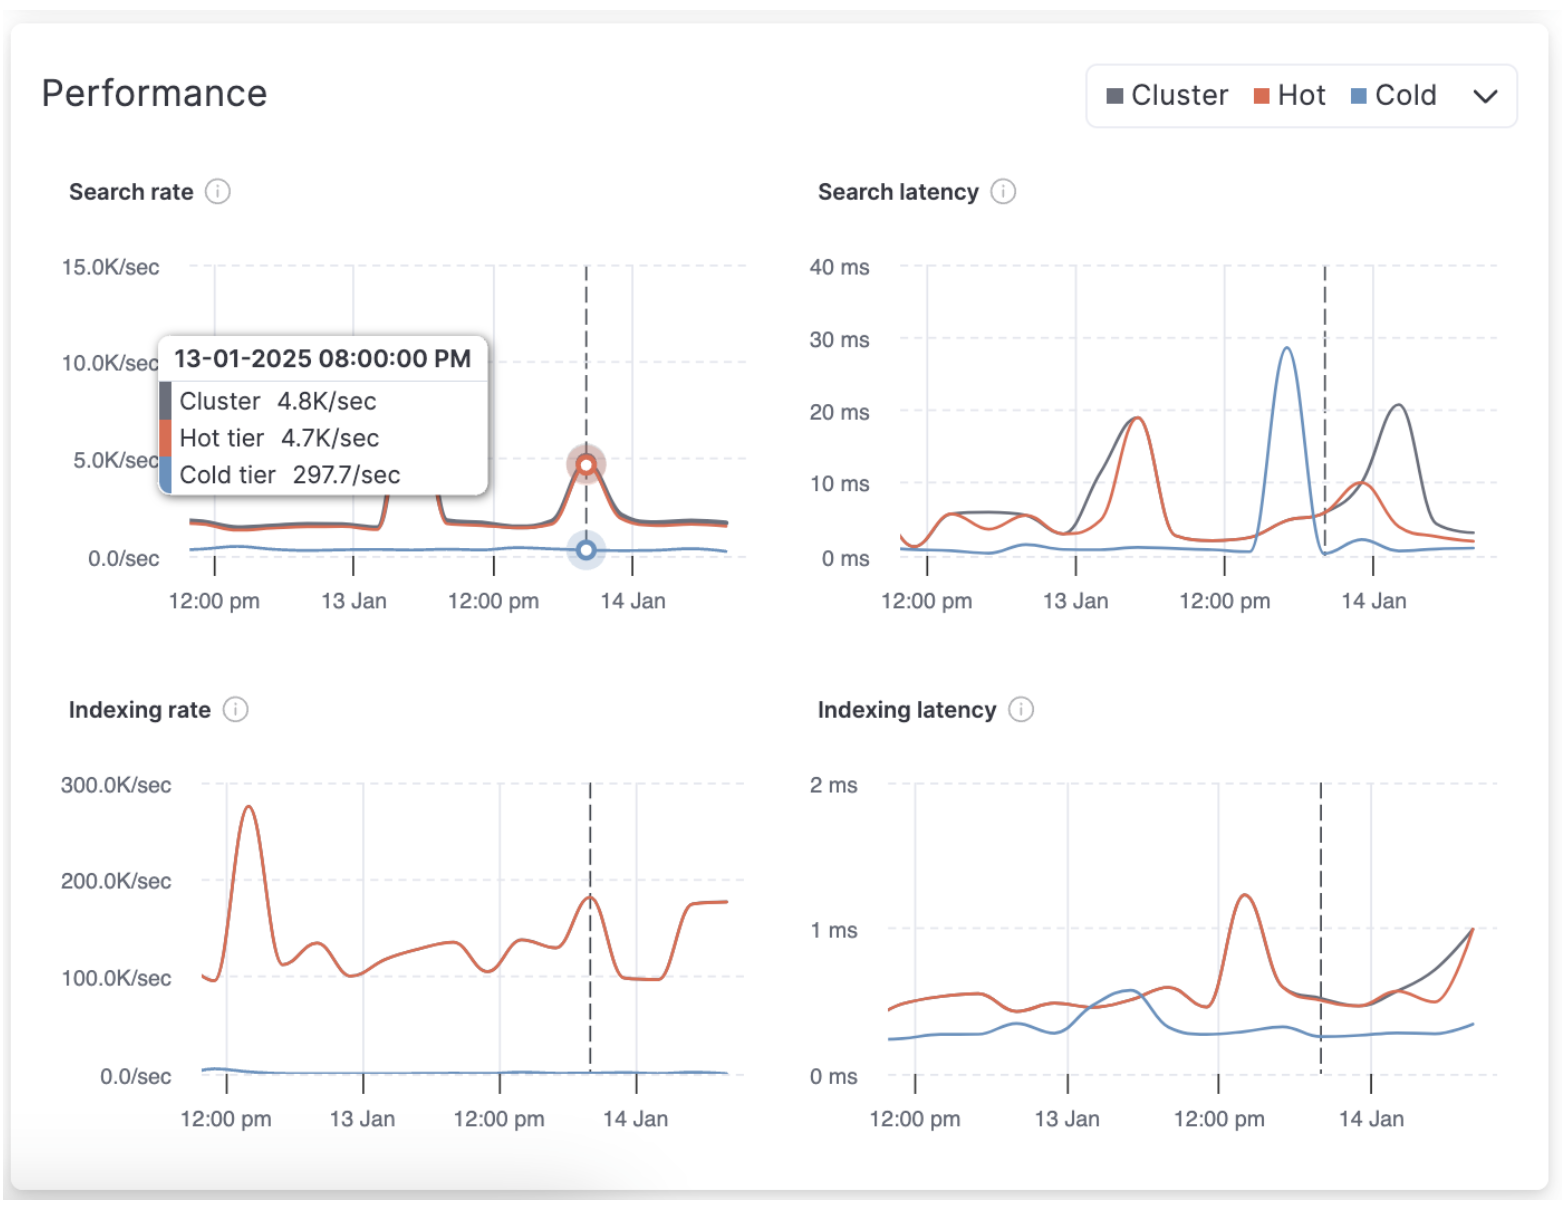 Performance
Cluster Hot Cold
Search rate
15.0K/sec
10.0K/sec
5.0K/sec
0.0/sec
12:00 pm 13 Jan 12:00 pm 14 Jan
13-01-2025 08:00:00 PM
Cluster 4.8K/sec
Hot tier 4.7K/sec
Cold tier 297.7/sec
Search latency
40 ms
30 ms
20 ms
10 ms
0 ms
12:00 pm 13 Jan 12:00 pm 14 Jan
Indexing rate
300.0K/sec
200.0K/sec
100.0K/sec
0.0/sec
12:00 pm 13 Jan 12:00 pm 14 Jan
Indexing latency
2 ms
1 ms
0 ms
12:00 pm 13 Jan 12:00 pm 14 Jan